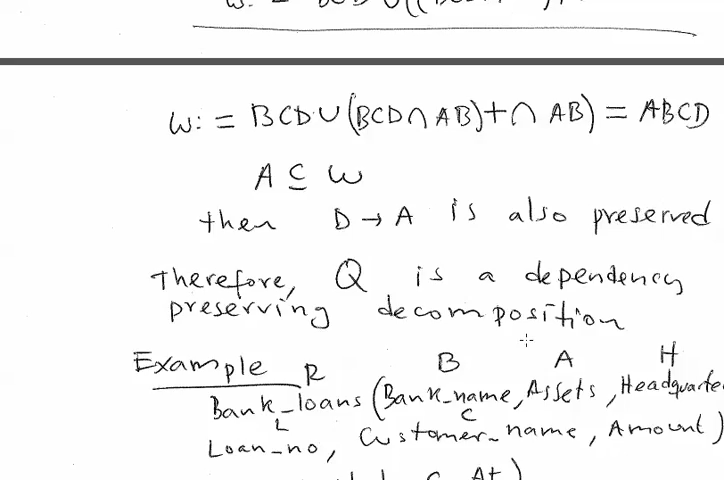 W: = BCD ∪ (BCD ∩ AB)+ ∩ AB) = ABCD
A ⊆ W
then D → A is also preserved
Therefore, Q is a dependency
preserving decomposition
Example R B A H
Bank_loans (Bank_name, Assets, Headquarte
L C
Loan_no, Customer_name, Amount)